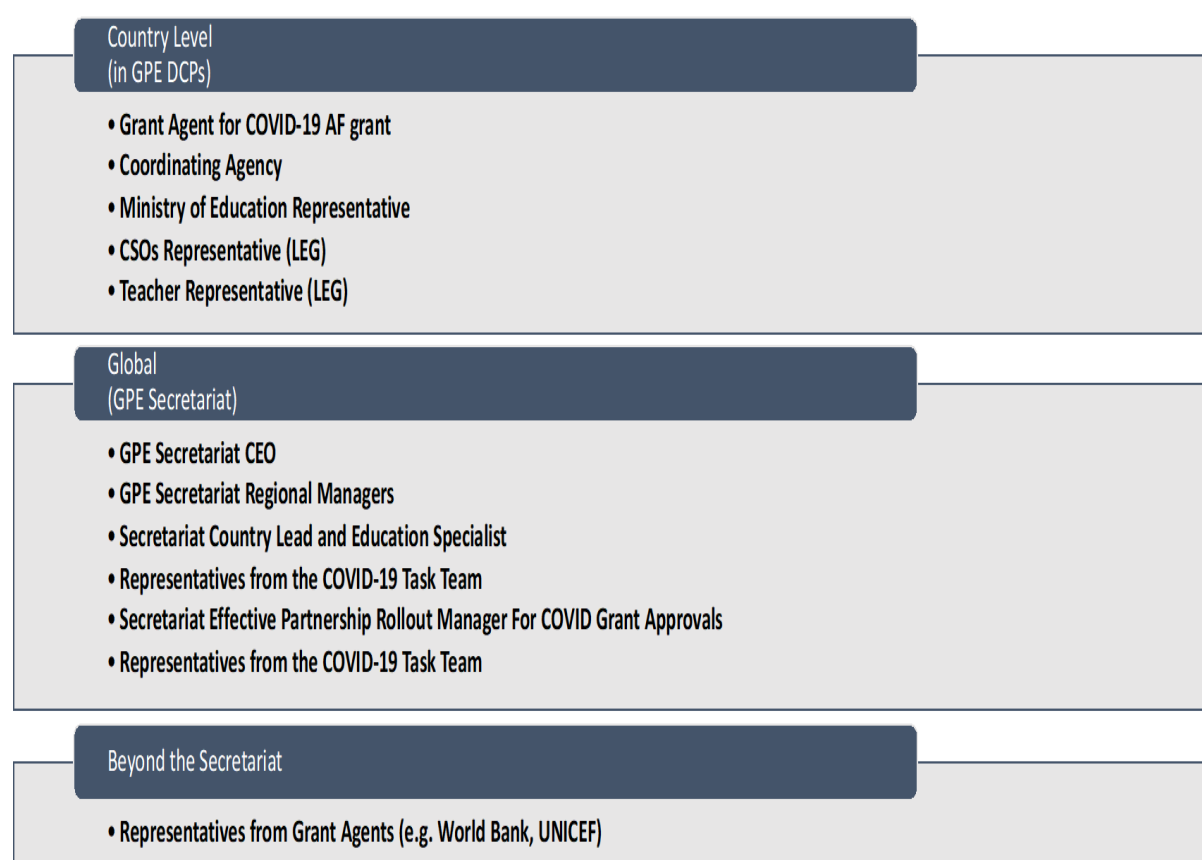 Country Level
(in GPE DCPs)
• Grant Agent for COVID-19 AF grant
• Coordinating Agency
• Ministry of Education Representative
• CSOs Representative (LEG)
• Teacher Representative (LEG)
Global
(GPE Secretariat)
• GPE Secretariat CEO
• GPE Secretariat Regional Managers
• Secretariat Country Lead and Education Specialist
• Representatives from the COVID-19 Task Team
• Secretariat Effective Partnership Rollout Manager For COVID Grant Approvals
• Representatives from the COVID-19 Task Team
Beyond the Secretariat
• Representatives from Grant Agents (e.g. World Bank, UNICEF)